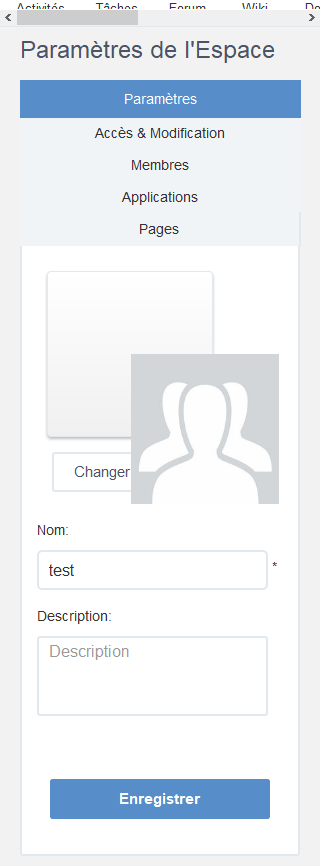 Activités Tâches Forum Wiki
Paramètres de l'Espace
Paramètres
Accès & Modification
Membres
Applications
Pages
Changer
Nom:
test *
Description:
Description
Enregistrer